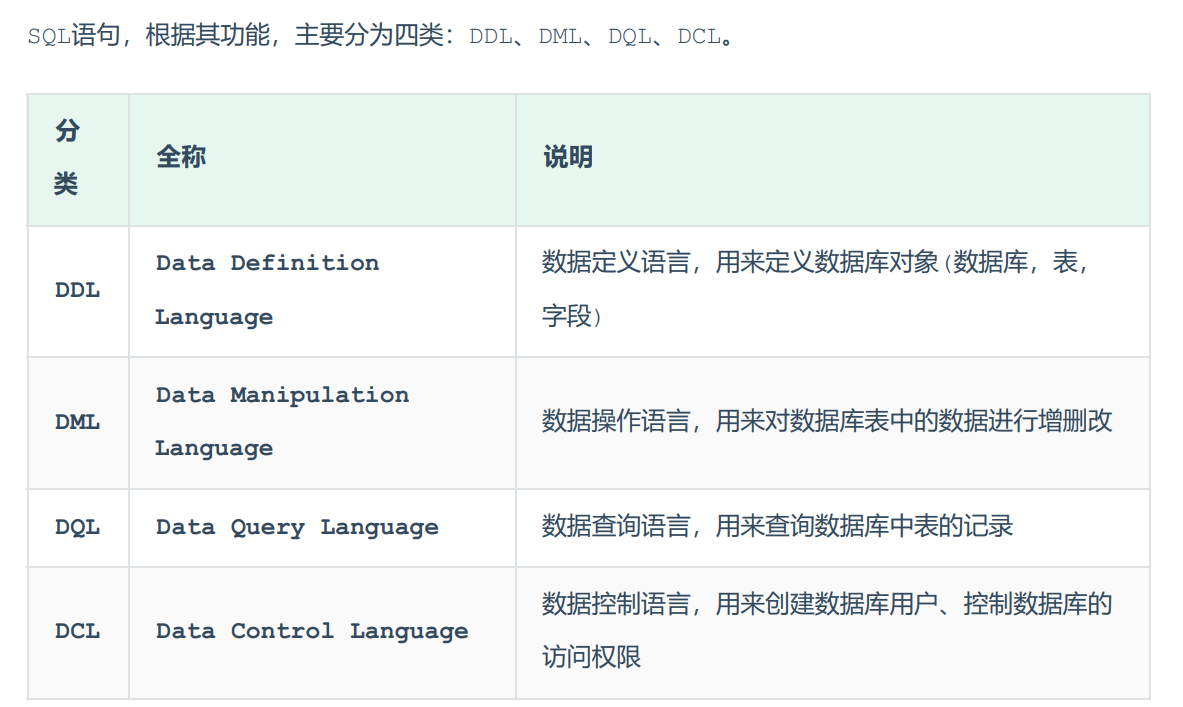 SQL语句，根据其功能，主要分为四类：DDL、DML、DQL、DCL。
分
类
全称
说明
DDL
Data Definition
Language
数据定义语言，用来定义数据库对象(数据库，表，
字段)
DML
Data Manipulation
Language
数据操作语言，用来对数据库表中的数据进行增删改
DQL
Data Query Language
数据查询语言，用来查询数据库中表的记录
DCL
Data Control Language
数据控制语言，用来创建数据库用户、控制数据库的
访问权限